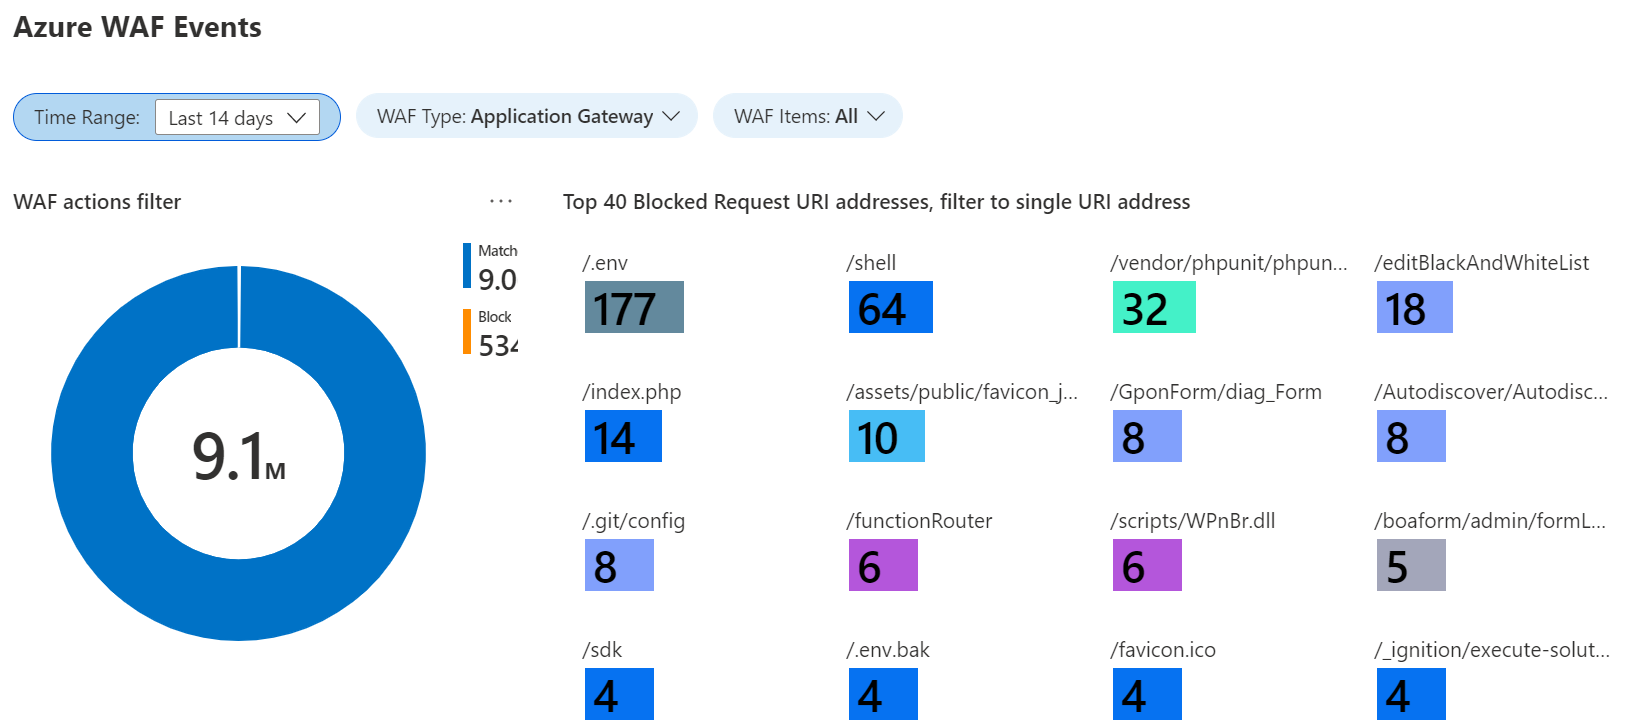 Azure WAF Events
Time Range: Last 14 days
WAF Type: Application Gateway
WAF Items: All
WAF actions filter
...
Match
9.0
Block
534
9.1M
Top 40 Blocked Request URI addresses, filter to single URI address
/.env
/shell
/vendor/phpunit/phpun...
/editBlackAndWhiteList
177
64
32
18
/index.php
/assets/public/favicon_j...
/GponForm/diag_Form
/Autodiscover/Autodisc...
14
10
8
8
/.git/config
/functionRouter
/scripts/WPnBr.dll
/boaform/admin/formL...
8
6
6
5
/sdk
/.env.bak
/favicon.ico
/_ignition/execute-solut...
4
4
4
4